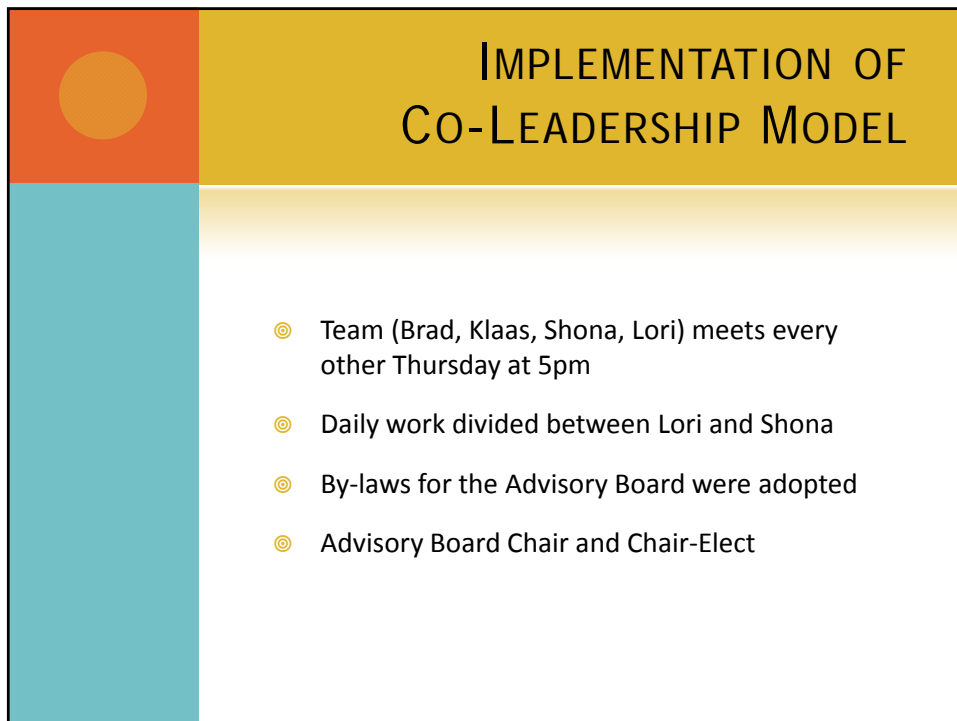 IMPLEMENTATION OF
CO-LEADERSHIP MODEL
Team (Brad, Klaas, Shona, Lori) meets every
other Thursday at 5pm
Daily work divided between Lori and Shona
By-laws for the Advisory Board were adopted
Advisory Board Chair and Chair-Elect